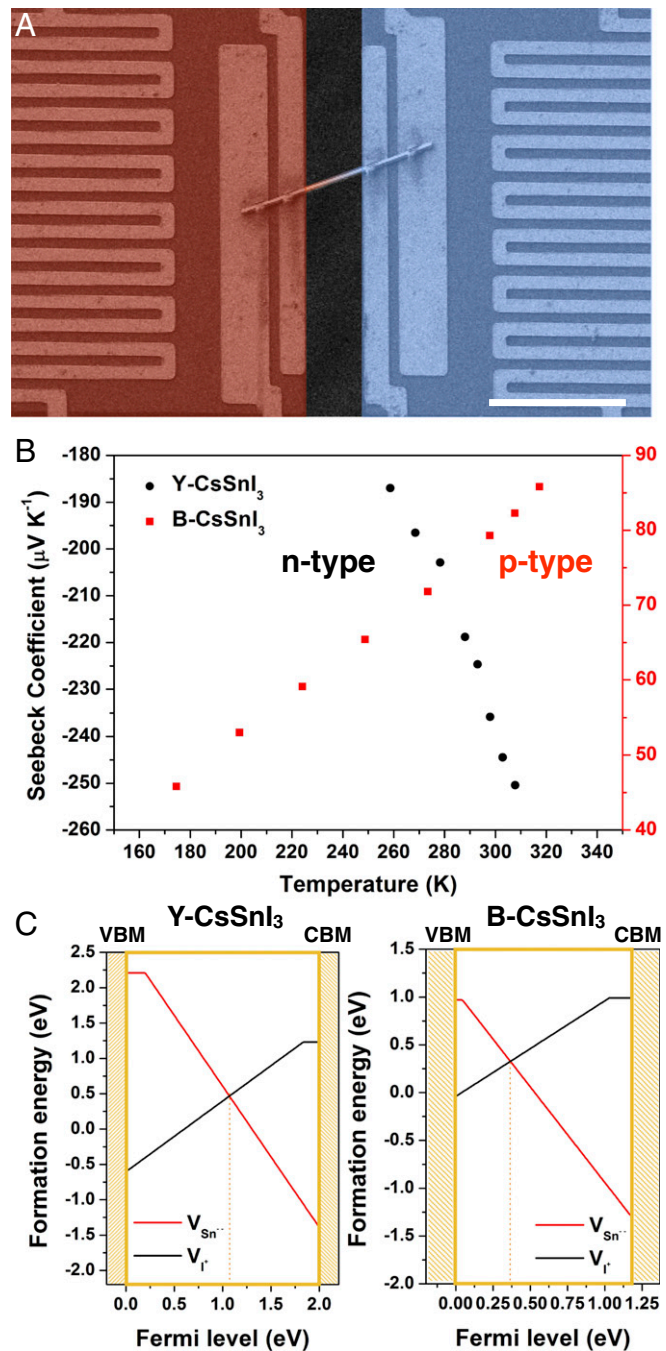 A
B
-180
-190
-200
-210
-220
-230
-240
-250
-260
Seebeck Coefficient (μV K⁻¹)
Y-CsSnI₃
B-CsSnI₃
n-type
p-type
90
80
70
60
50
40
160 180 200 220 240 260 280 300 320 340
Temperature (K)
C
Y-CsSnI₃
VBM CBM
2.5
2.0
1.5
1.0
0.5
0.0
-0.5
-1.0
-1.5
-2.0
Formation energy (eV)
V Sn--
V I+
0.0 0.5 1.0 1.5 2.0
Fermi level (eV)
B-CsSnI₃
VBM CBM
1.5
1.0
0.5
0.0
-0.5
-1.0
-1.5
-2.0
Formation energy (eV)
V Sn--
V I+
0.00 0.25 0.50 0.75 1.00 1.25
Fermi level (eV)